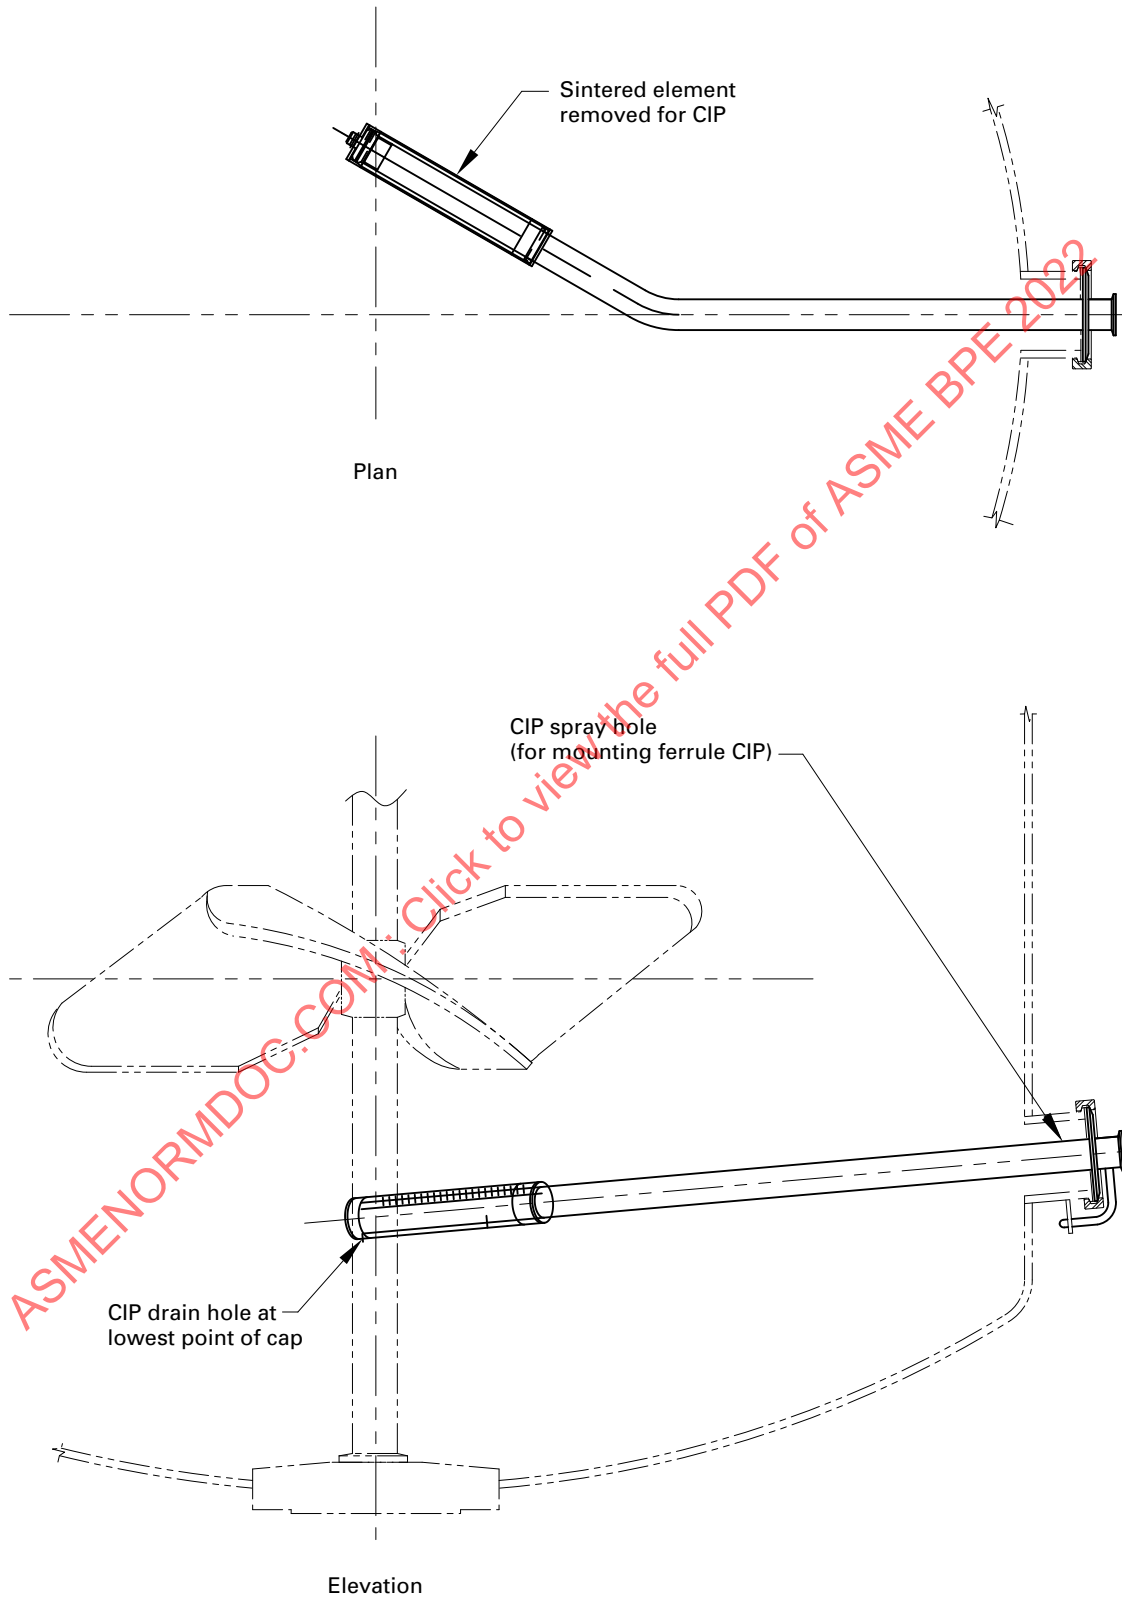 Sintered element
removed for CIP
Plan
CIP spray hole
(for mounting ferrule CIP)
CIP drain hole at
lowest point of cap
Elevation
ASMENORMDOC.COM : Click to view the full PDF of ASME BPE 2022